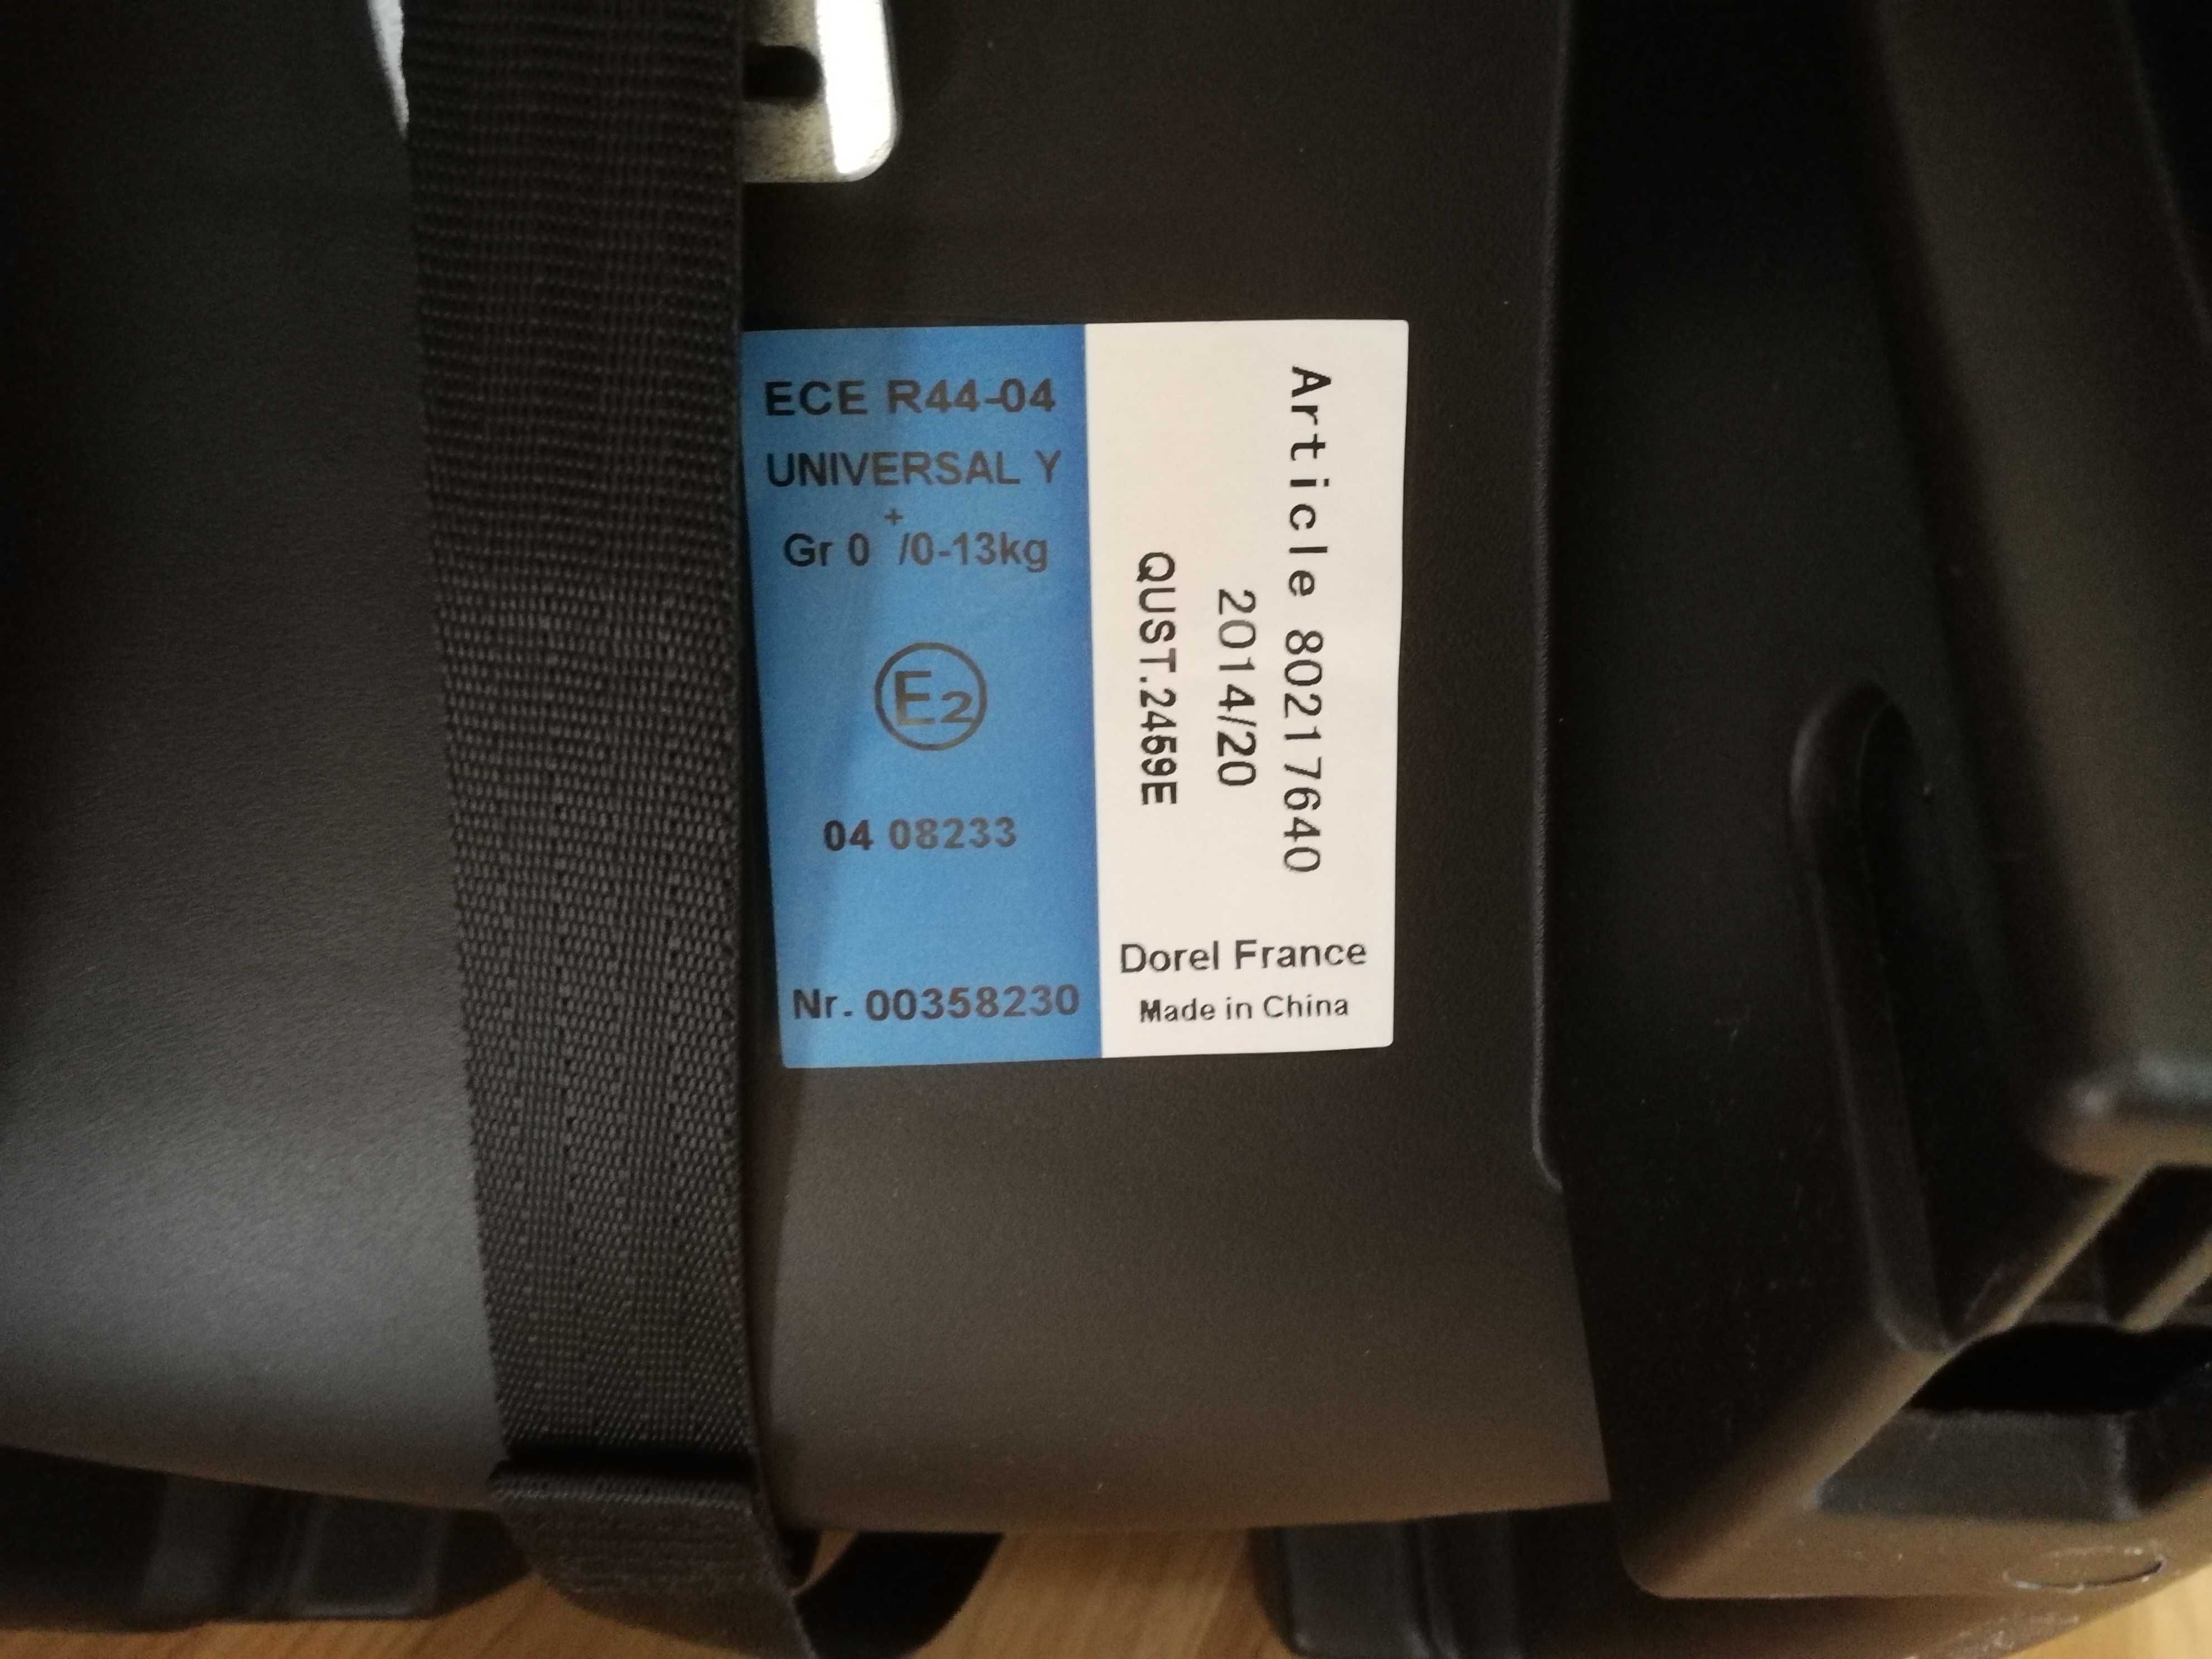 ECE R44-04
UNIVERSAL Y
Gr 0+/0-13kg
E2
04 08233
Nr. 00358230
Article 80217640
2014/20
QUST.2459E
Dorel France
Made in China